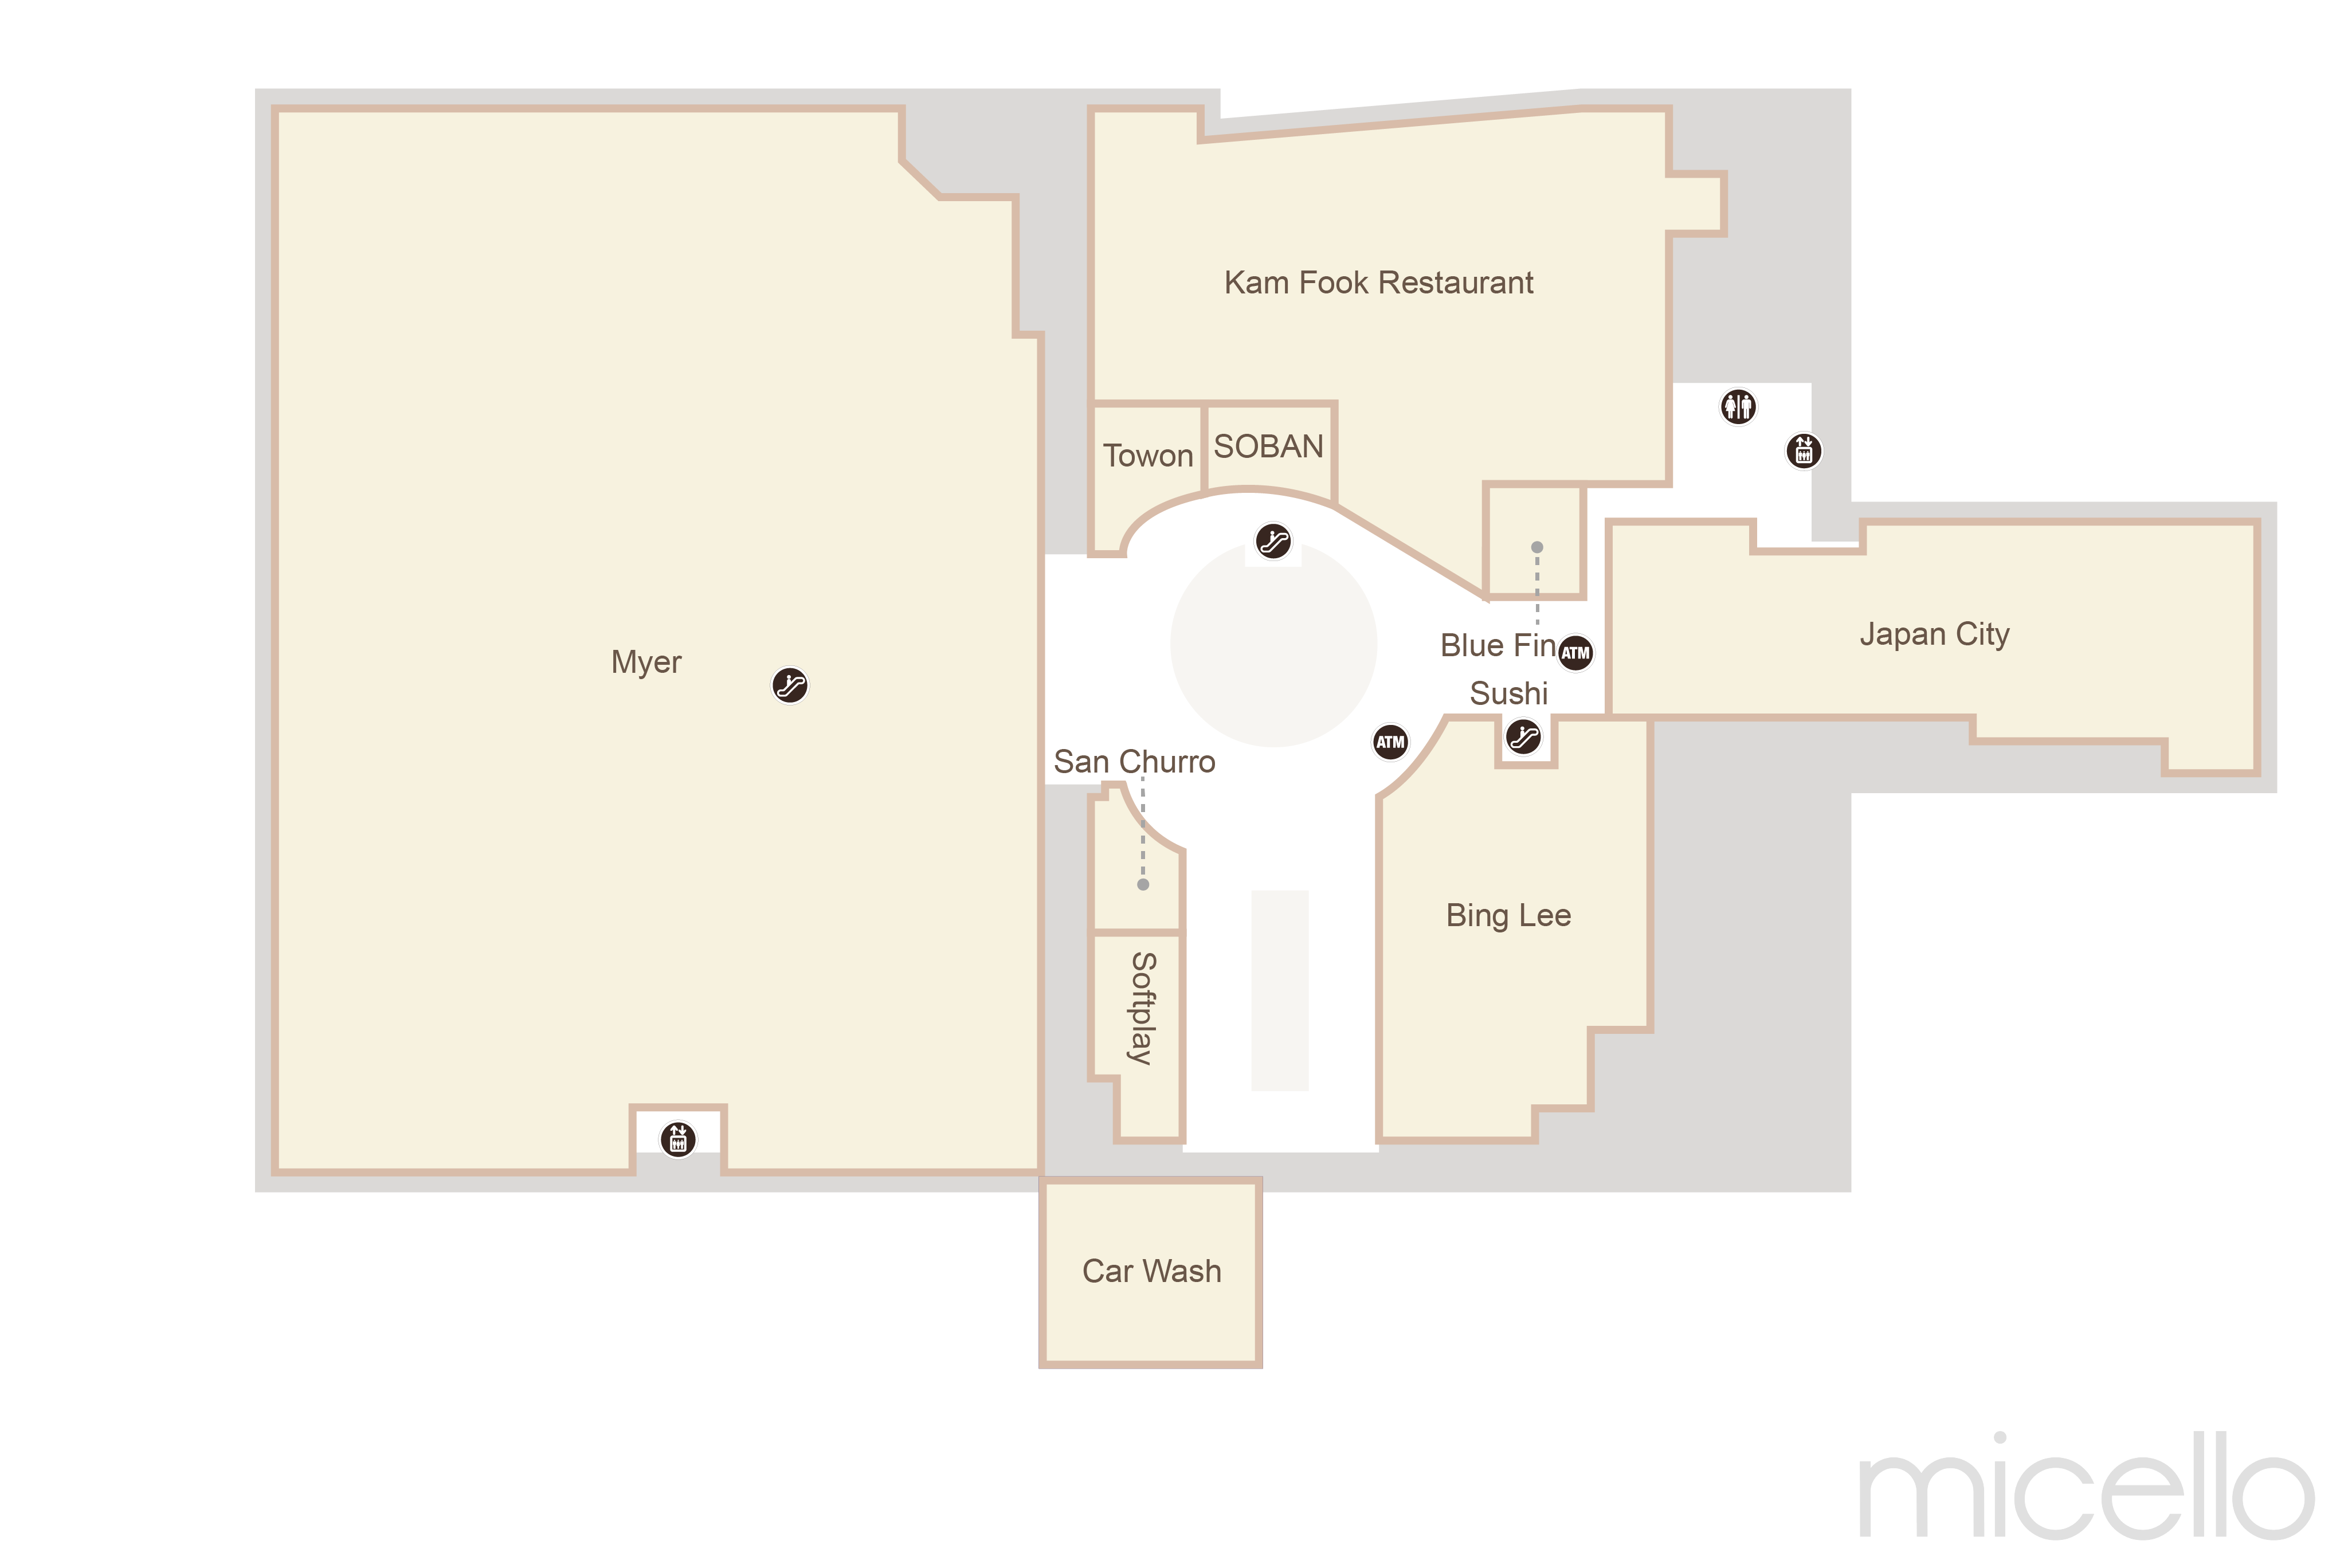 Kam Fook Restaurant
Towon
SOBAN
Myer
Blue Fin
Sushi
ATM
Japan City
ATM
San Churro
Bing Lee
Softplay
Car Wash
micello